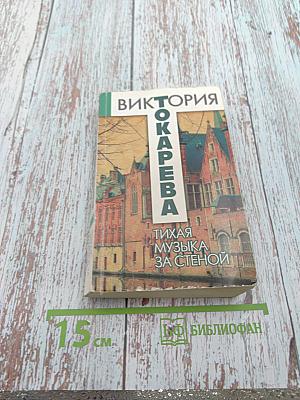 ВИКТОРИЯ
ТОКАРЕВА
ТИХАЯ
МУЗЫКА
ЗА СТЕНОЙ
15 см
БИБЛИОФАН